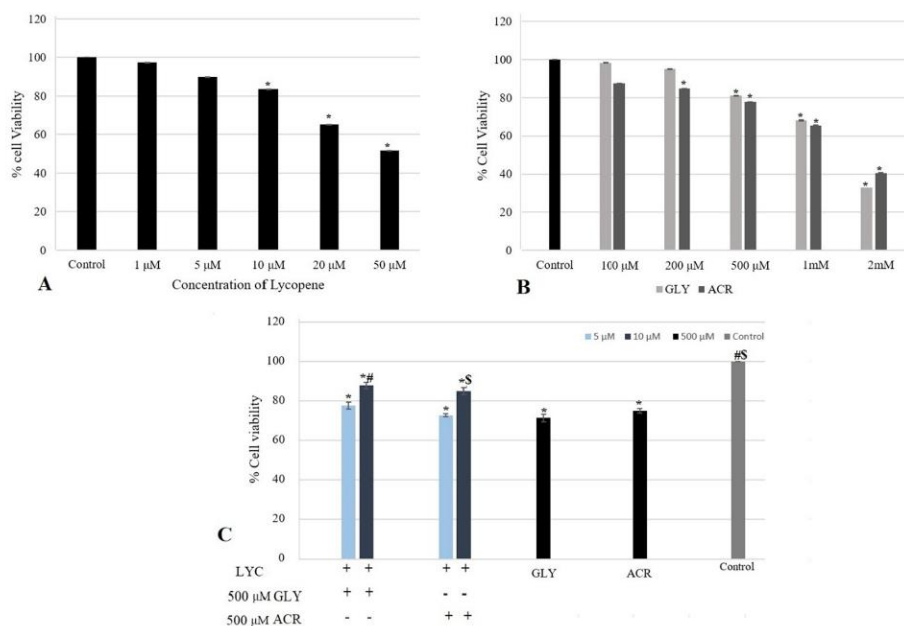 120
100
80
60
40
20
0
% cell Viability
*
*
*
Control 1 μM 5 μM 10 μM 20 μM 50 μM
A Concentration of Lycopene
120
100
80
60
40
20
0
% Cell Viability
*
* *
* *
* *
Control 100 μM 200 μM 500 μM 1mM 2mM
B GLY ACR
120
100
80
60
40
20
0
% Cell viability
5 μM 10 μM 500 μM Control
* *#
* *$
*
*
#$
C
LYC + + + + GLY ACR Control
500 μM GLY + + - -
500 μM ACR - - + +